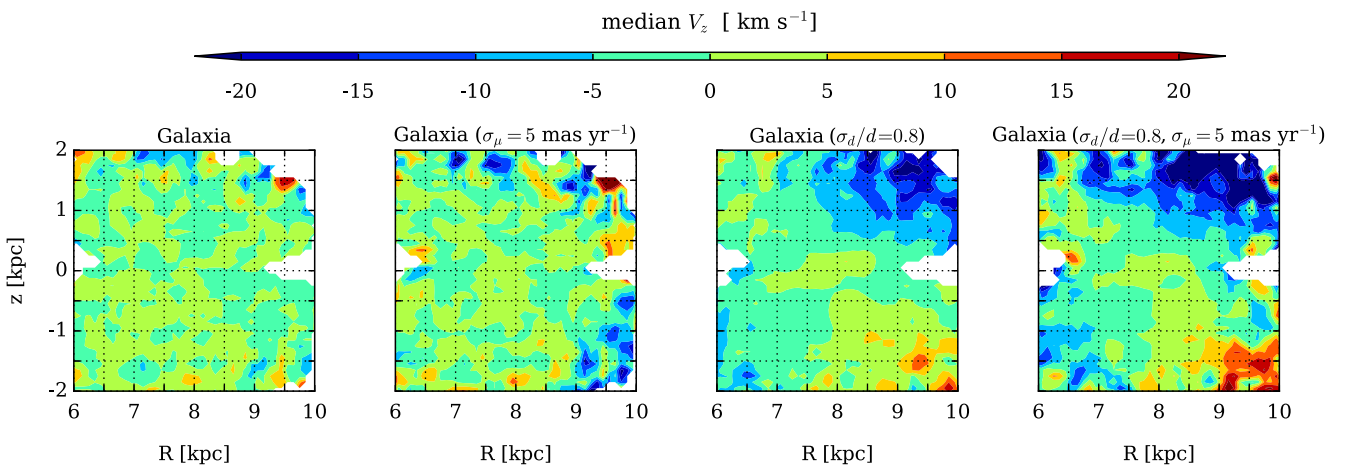 median V_z [ km s⁻¹]
-20 -15 -10 -5 0 5 10 15 20
Galaxia Galaxia (σ_μ = 5 mas yr⁻¹) Galaxia (σ_d/d=0.8) Galaxia (σ_d/d=0.8, σ_μ = 5 mas yr⁻¹)
2
1
0
-1
-2
z [kpc]
6 7 8 9 10 6 7 8 9 10 6 7 8 9 10 6 7 8 9 10
R [kpc] R [kpc] R [kpc] R [kpc]